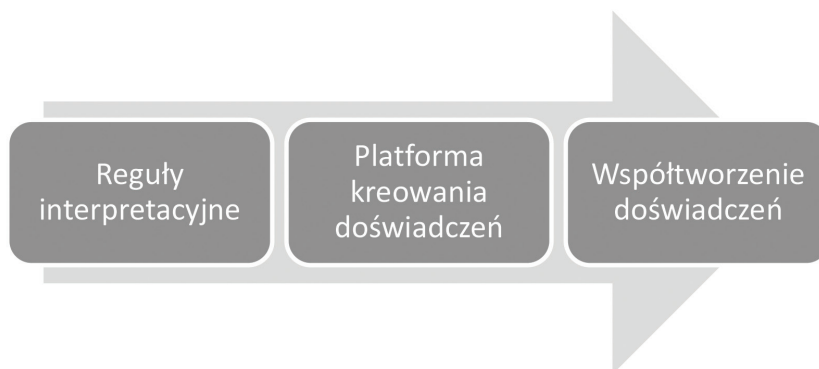 Reguły
interpretacyjne
Platforma
kreowania
doświadczeń
Współtworzenie
doświadczeń